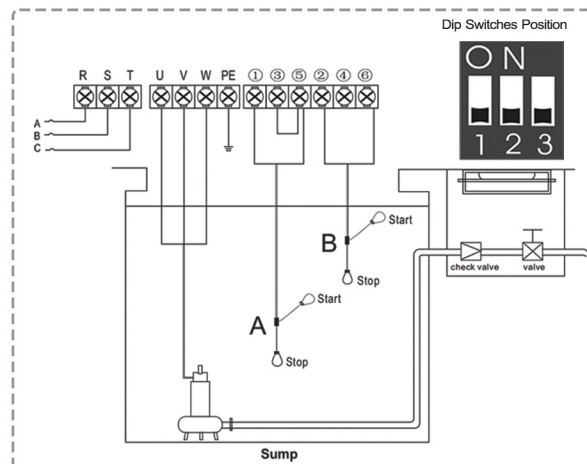 Dip Switches Position
ON
1 2 3
R S T U V W PE ① ③ ⑤ ② ④ ⑥
A
B
C
B
Start
Stop
A
Start
Stop
check valve
valve
Sump